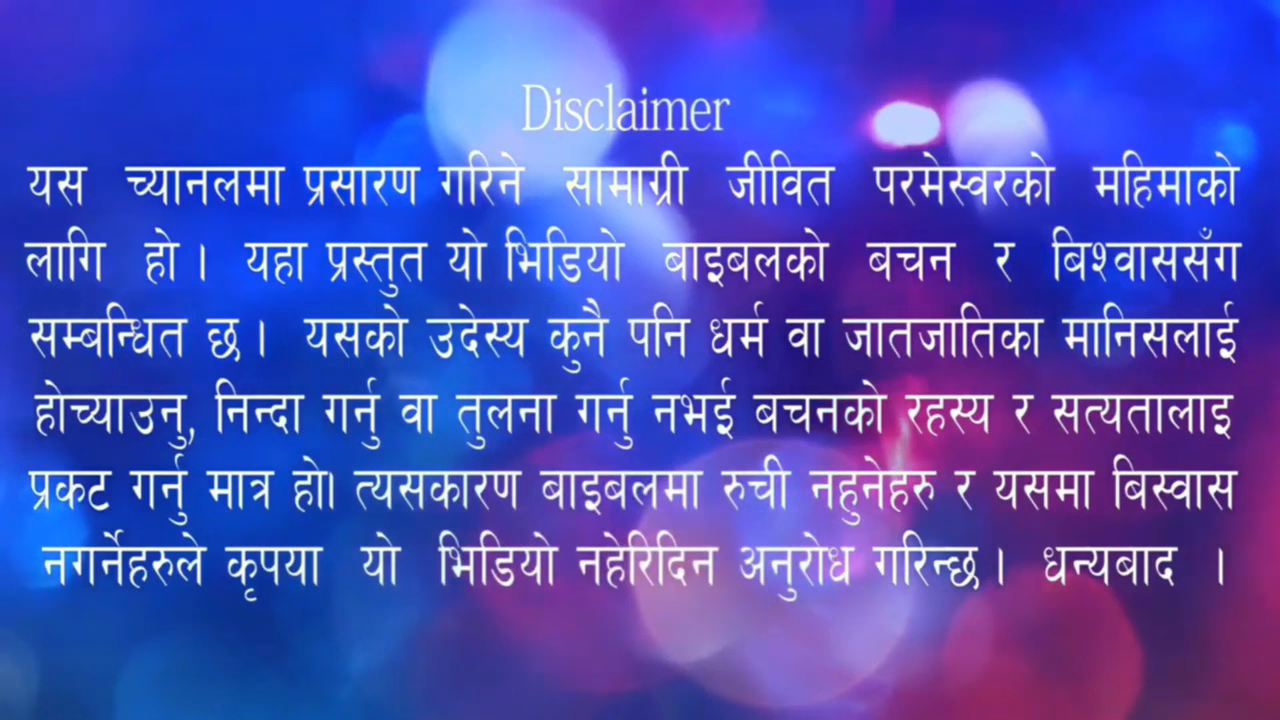 Disclaimer
यस च्यानलमा प्रसारण गरिने सामाग्री जीवित परमेस्वरको महिमाको
लागि हो । यहा प्रस्तुत यो भिडियो बाइबलको बचन र बिश्वाससँग
सम्बन्धित छ । यसको उदेस्य कुनै पनि धर्म वा जातजातिका मानिसलाई
होच्याउनु, निन्दा गर्नु वा तुलना गर्नु नभई बचनको रहस्य र सत्यतालाइ
प्रकट गर्नु मात्र हो। त्यसकारण बाइबलमा रुची नहुनेहरु र यसमा बिस्वास
नगर्नेहरुले कृपया यो भिडियो नहेरिदिन अनुरोध गरिन्छ । धन्यबाद ।